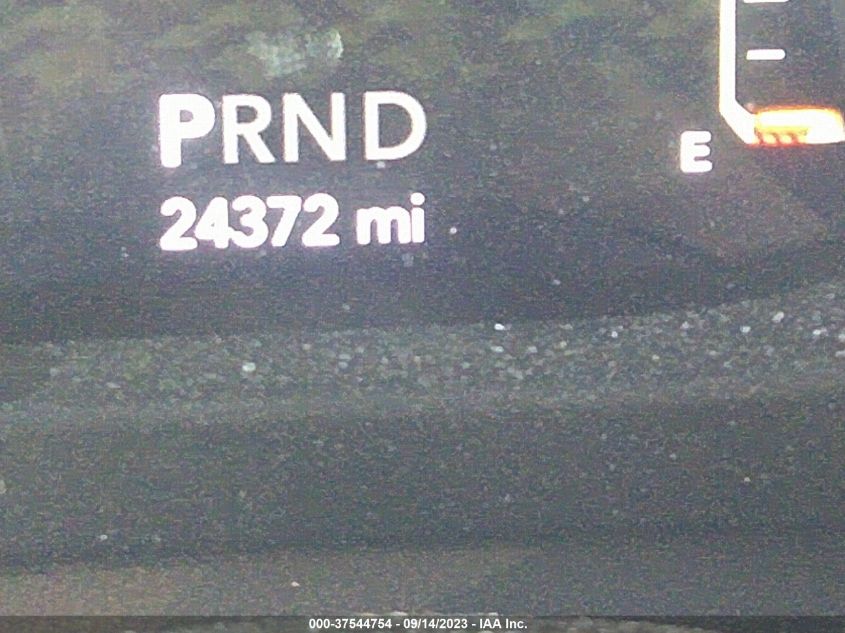 PRND
E
24372 mi
000-37544754 - 09/14/2023 - IAA Inc.